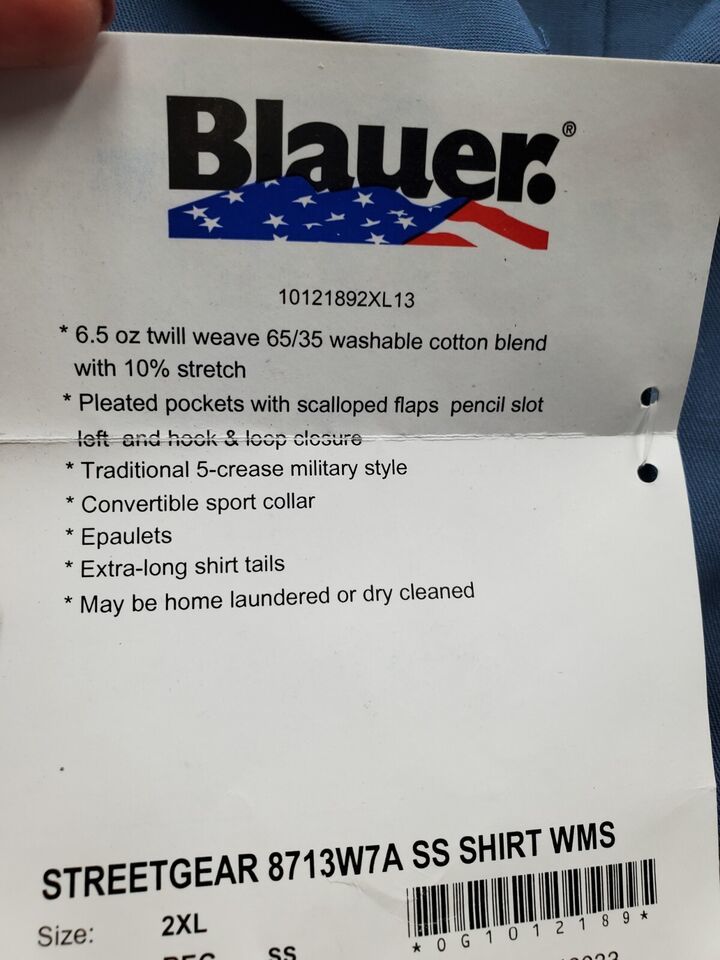 Blauer.®
10121892XL13
* 6.5 oz twill weave 65/35 washable cotton blend
with 10% stretch
* Pleated pockets with scalloped flaps pencil slot
left and hook & loop closure
* Traditional 5-crease military style
* Convertible sport collar
* Epaulets
* Extra-long shirt tails
* May be home laundered or dry cleaned
STREETGEAR 8713W7A SS SHIRT WMS
Size: 2XL
*0G1012189*
REG SS